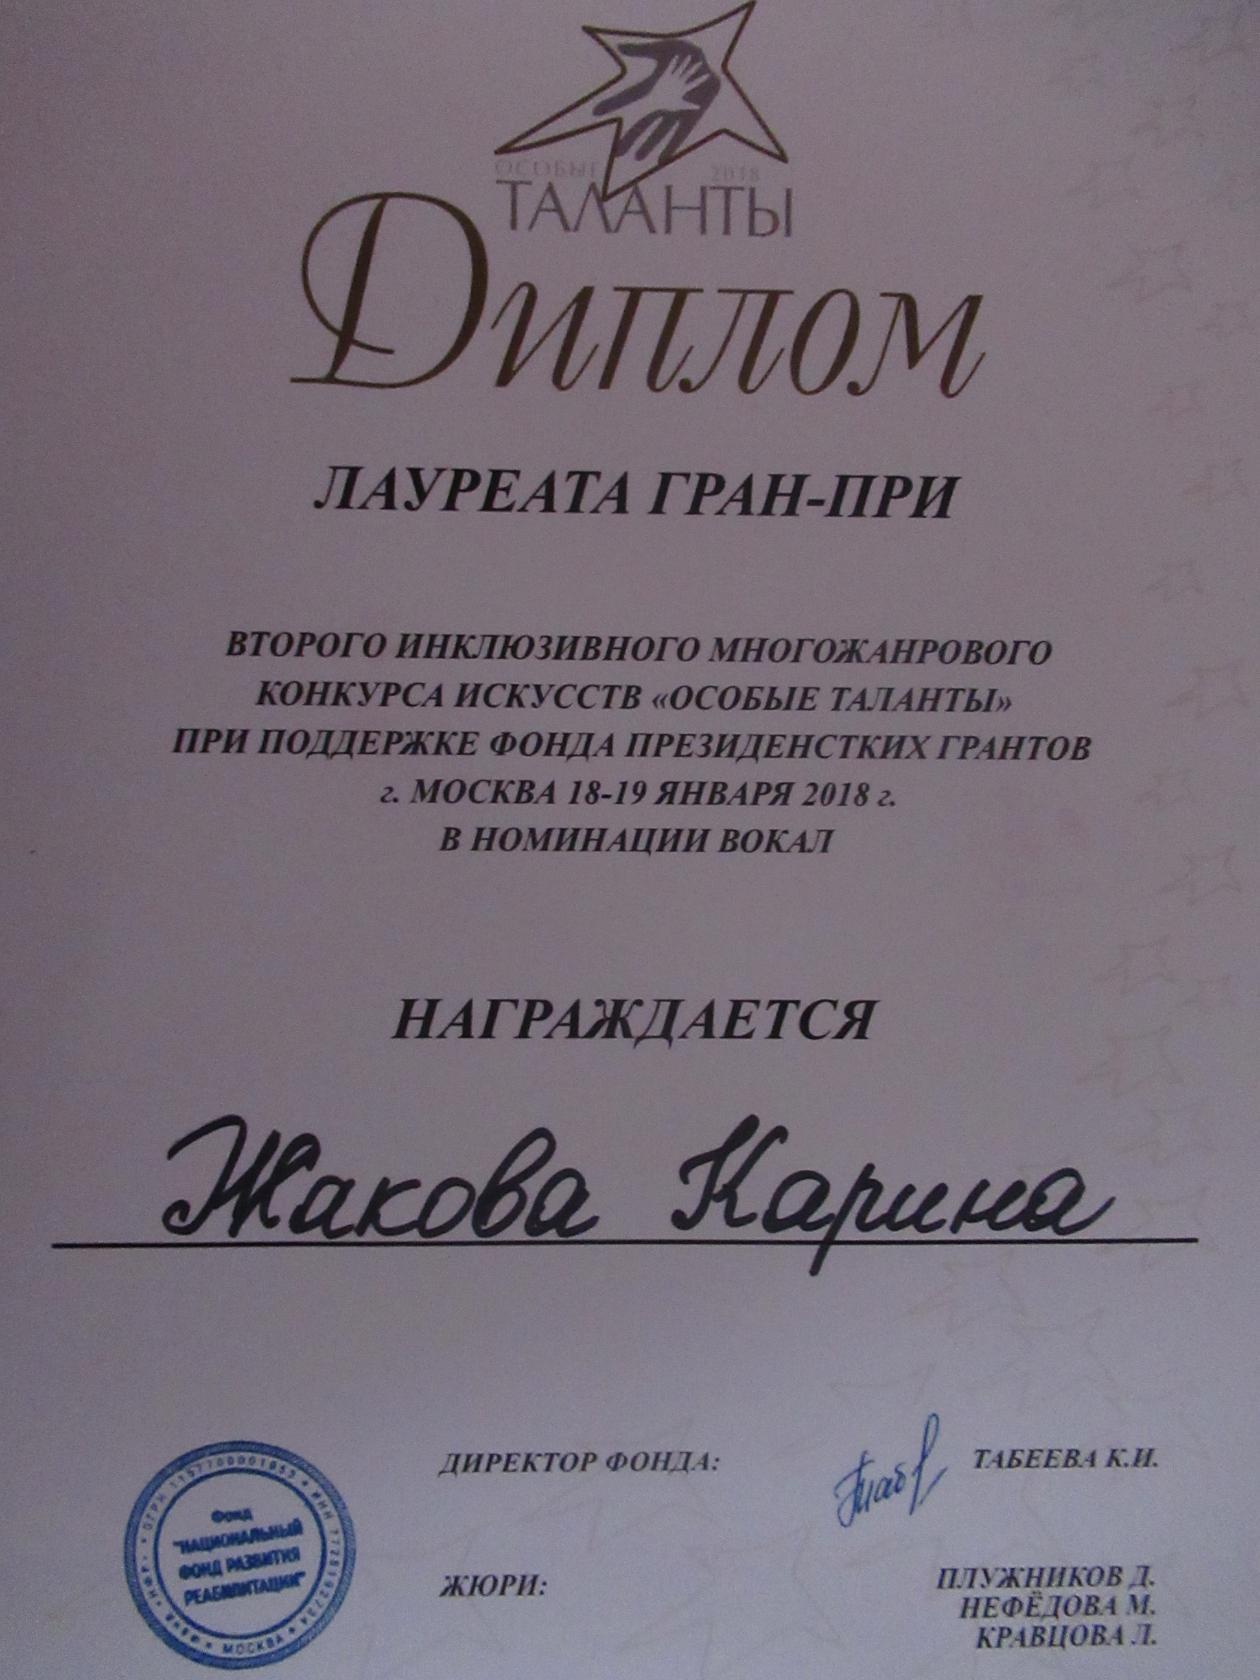 ОСОБЫЕ 2018
ТАЛАНТЫ
Диплом
ЛАУРЕАТА ГРАН-ПРИ
ВТОРОГО ИНКЛЮЗИВНОГО МНОГОЖАНРОВОГО
КОНКУРСА ИСКУССТВ «ОСОБЫЕ ТАЛАНТЫ»
ПРИ ПОДДЕРЖКЕ ФОНДА ПРЕЗИДЕНСТКИХ ГРАНТОВ
г. МОСКВА 18-19 ЯНВАРЯ 2018 г.
В НОМИНАЦИИ ВОКАЛ
НАГРАЖДАЕТСЯ
Жакова Карина
ДИРЕКТОР ФОНДА: ТАБЕЕВА К.И.
Фонд
"НАЦИОНАЛЬНЫЙ
ФОНД РАЗВИТИЯ
РЕАБИЛИТАЦИИ"
МОСКВА
ЖЮРИ: ПЛУЖНИКОВ Д.
НЕФЁДОВА М.
КРАВЦОВА Л.